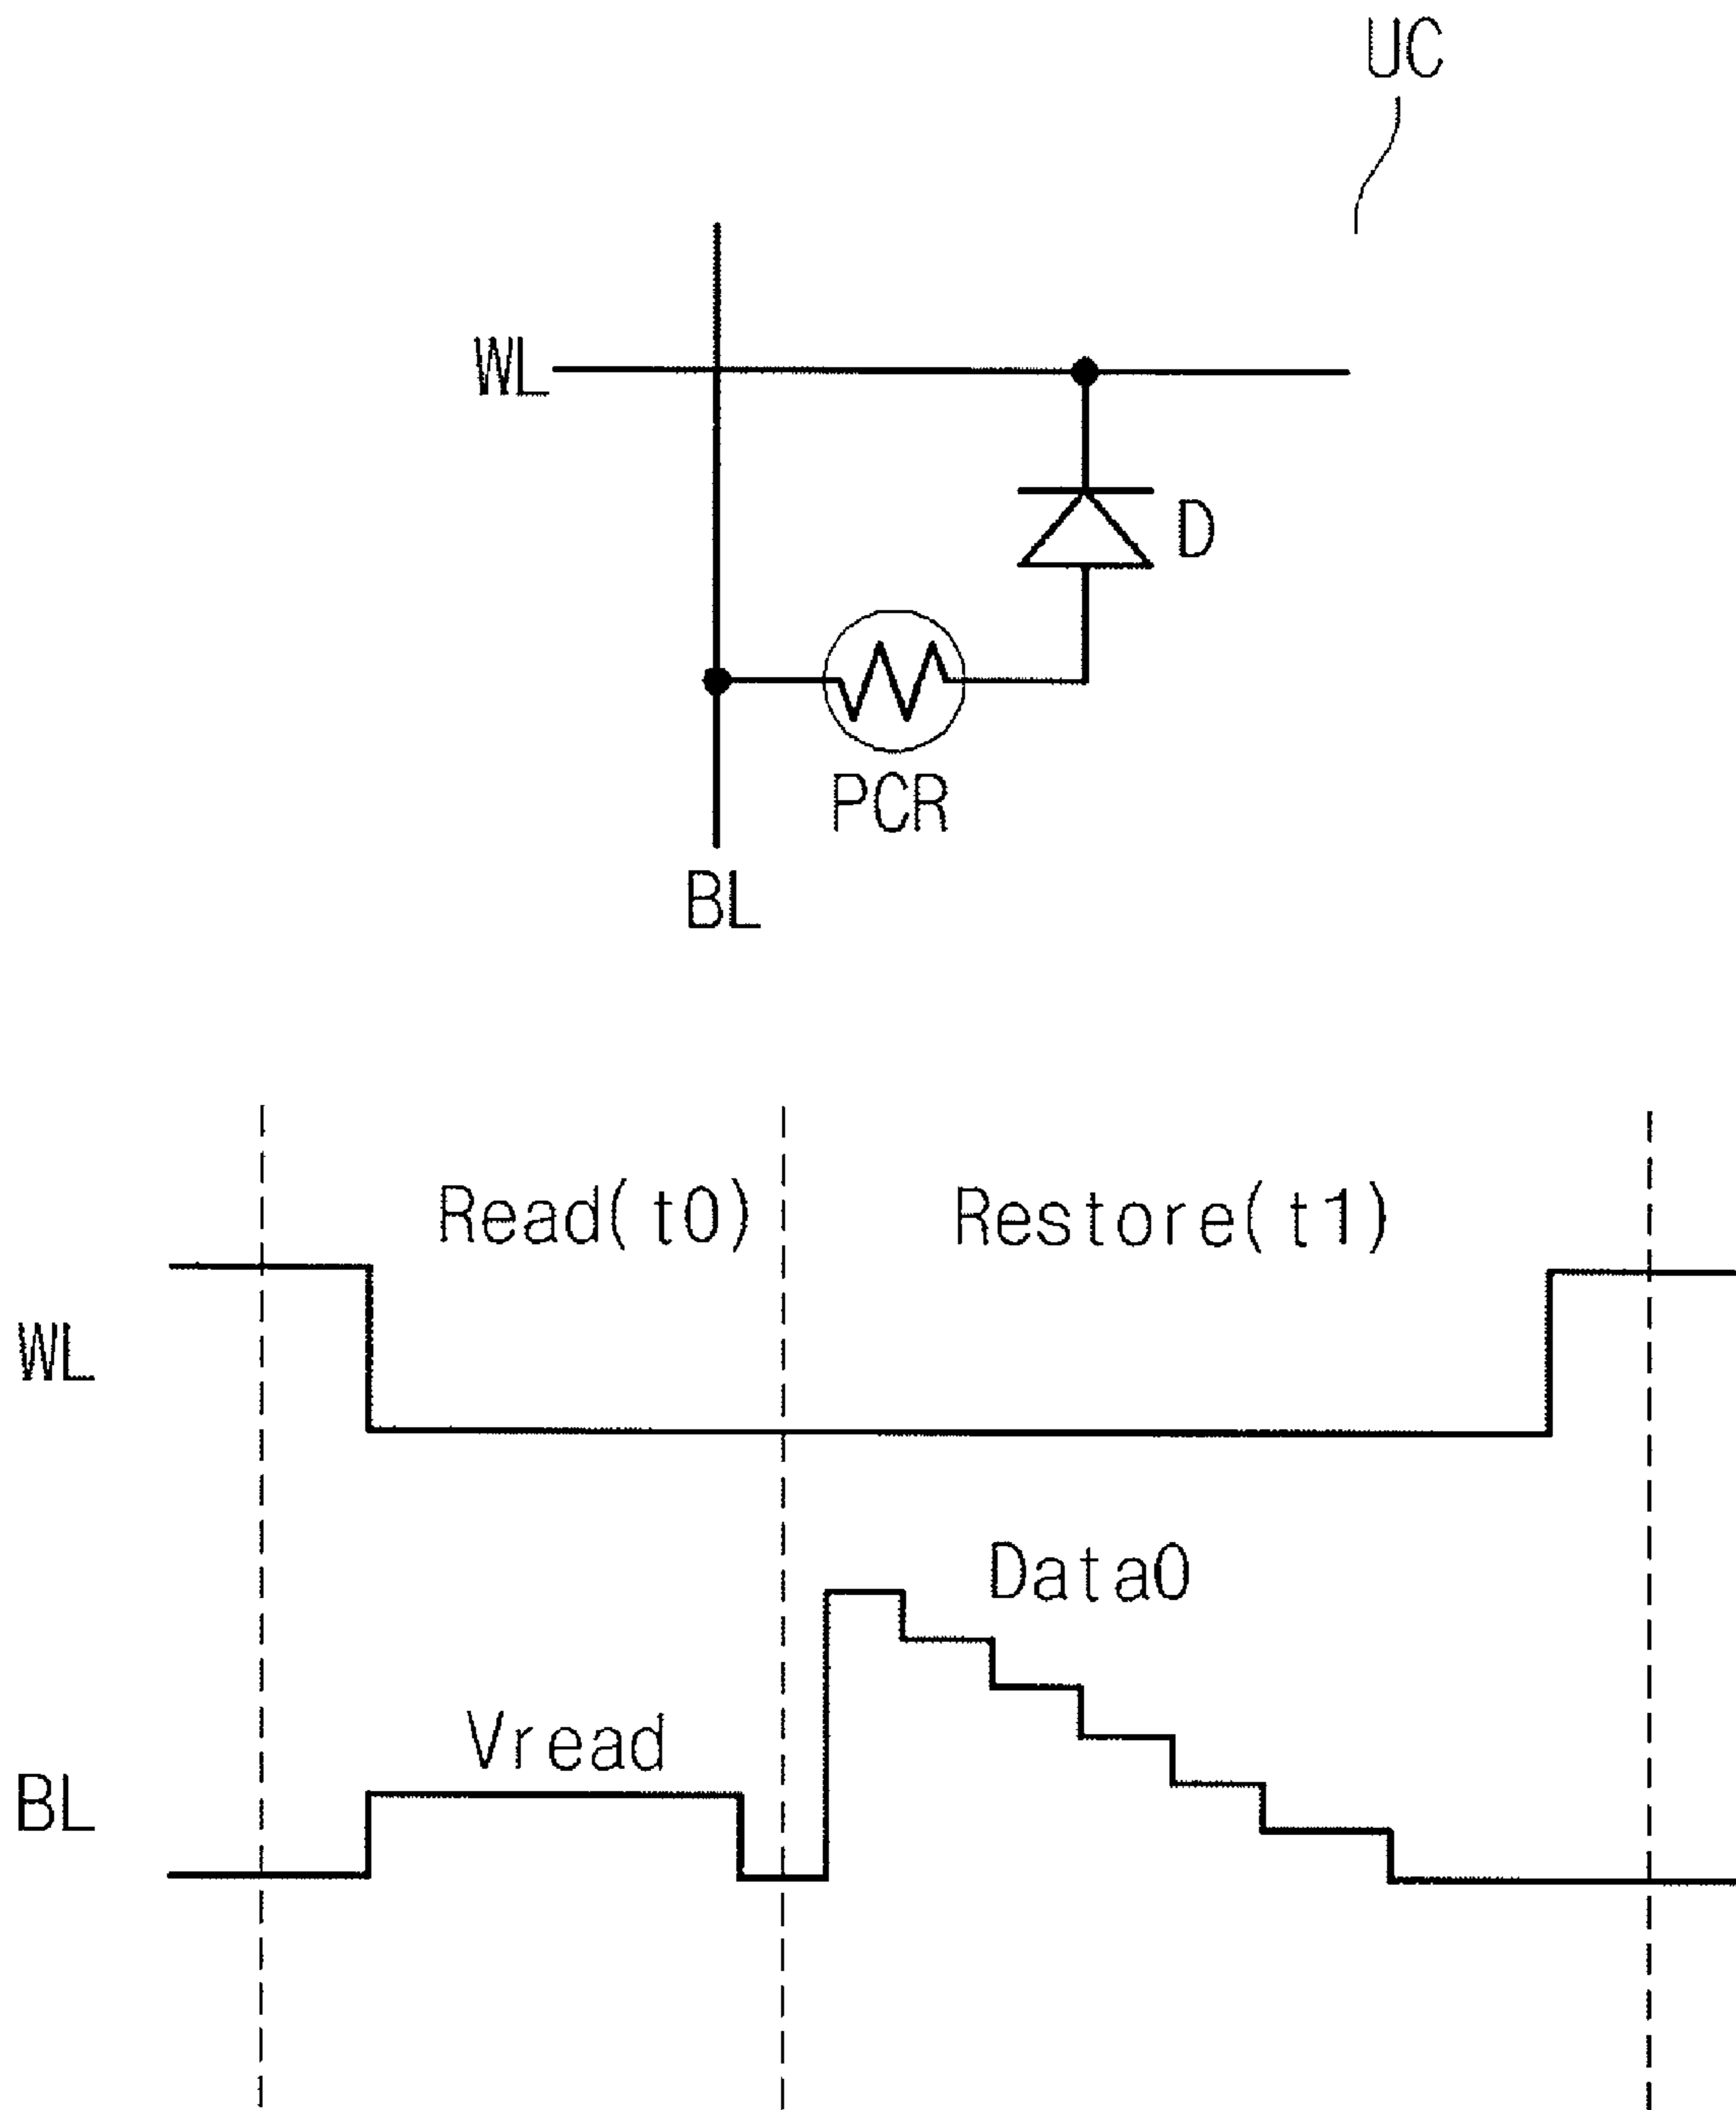 UC
WL
D
PCR
BL
Read(t0) Restore(t1)
WL
Data0
Vread
BL